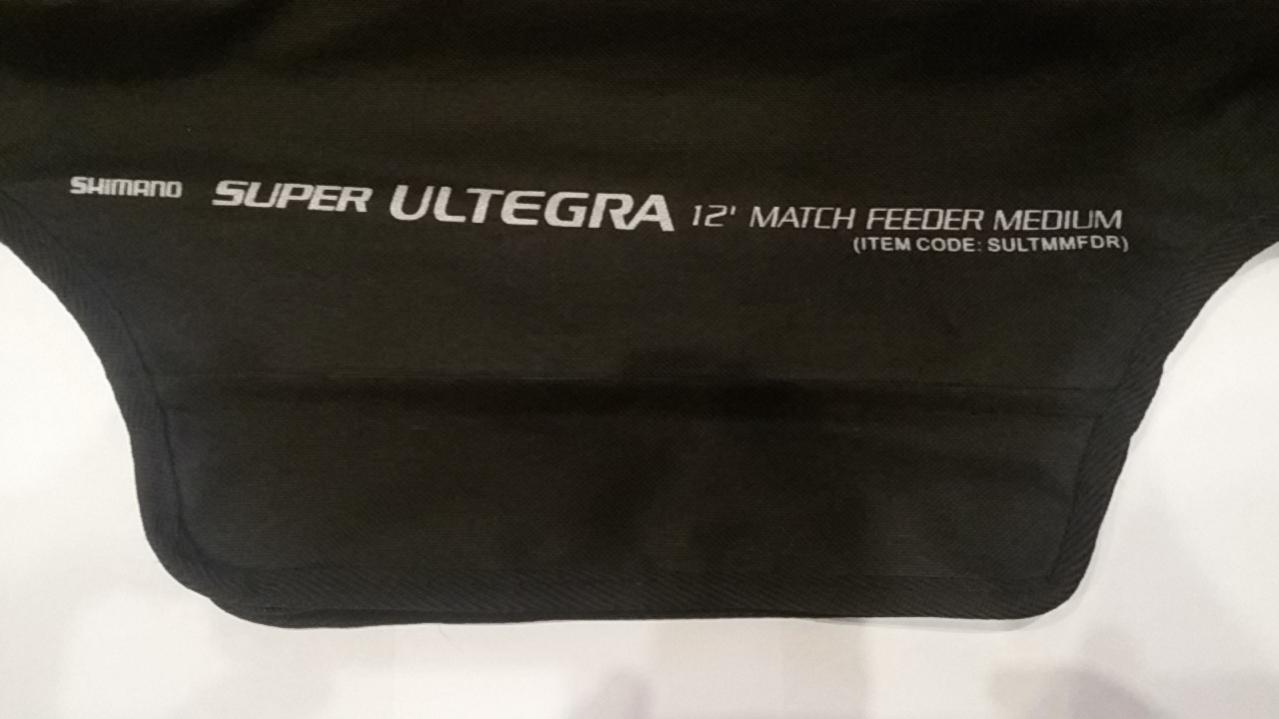 SHIMANO SUPER ULTEGRA 12' MATCH FEEDER MEDIUM
(ITEM CODE: SULTMMFDR)